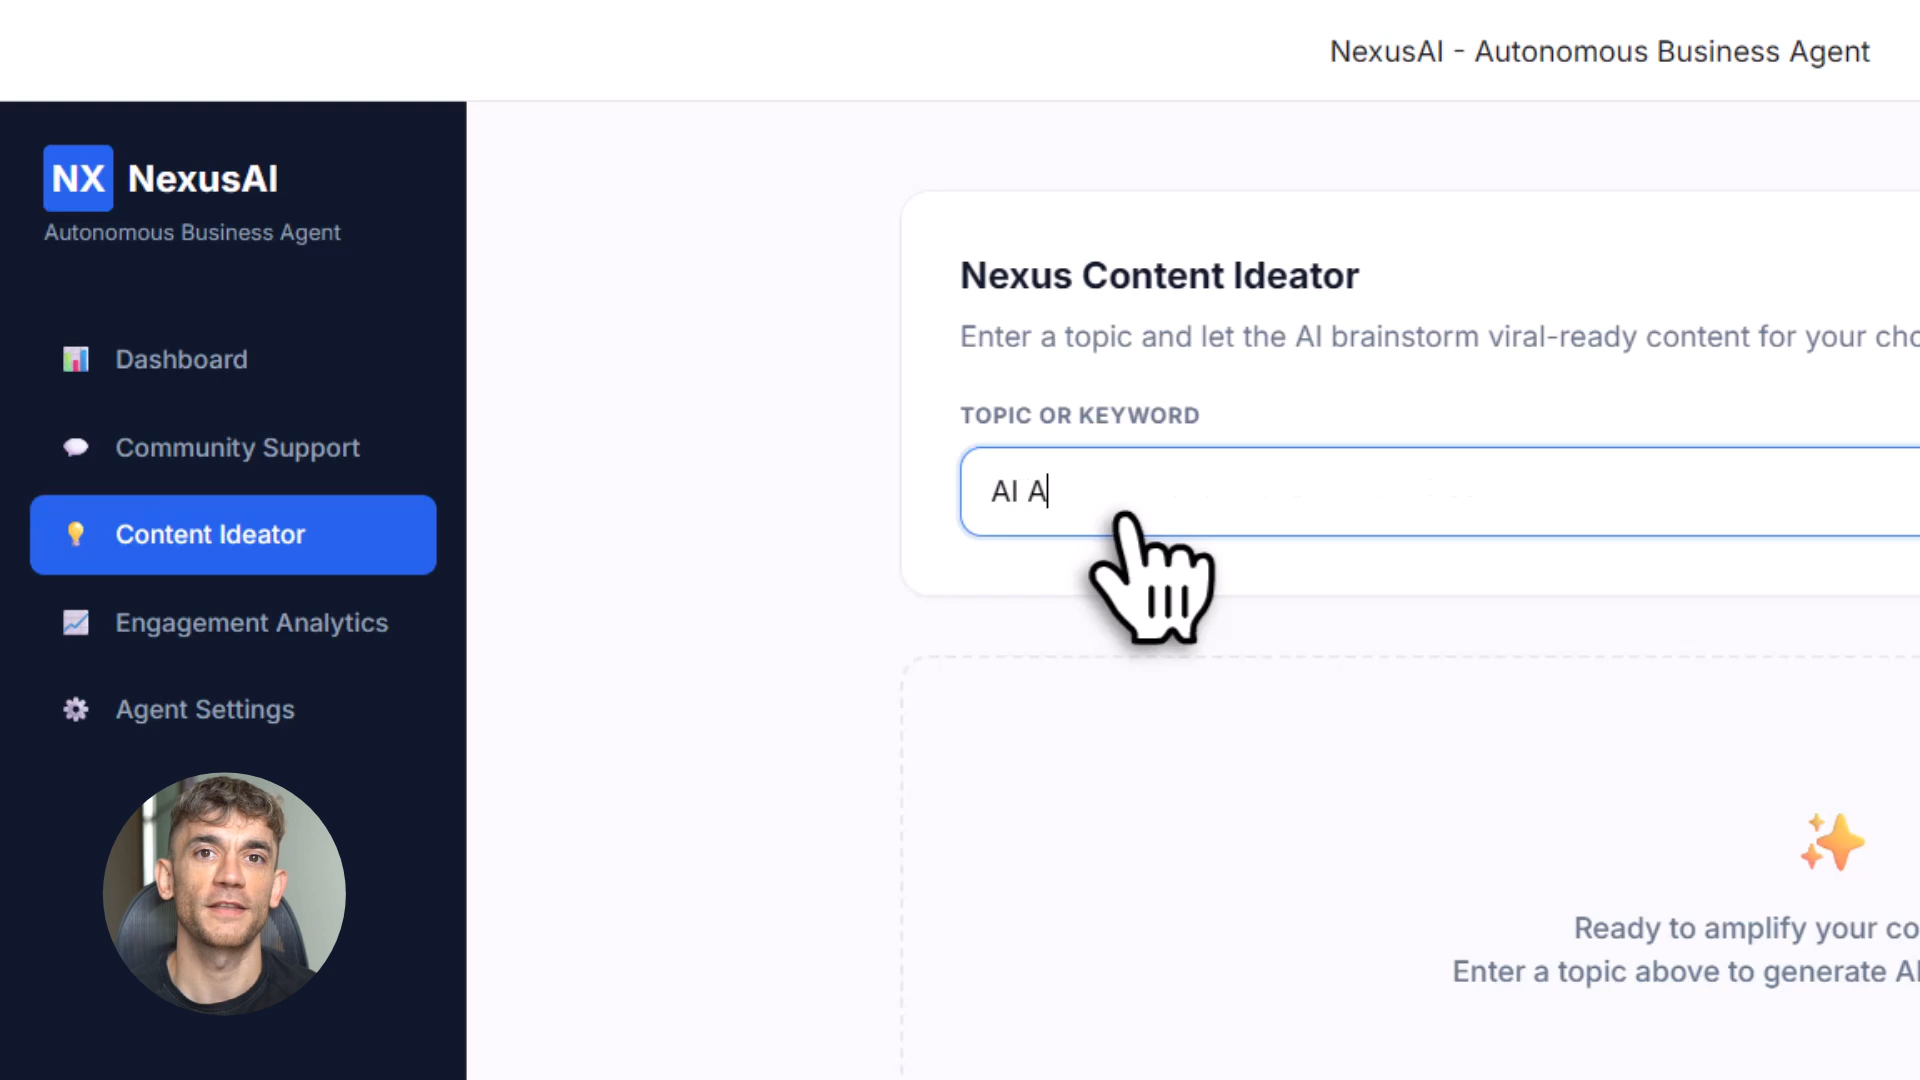 NexusAI - Autonomous Business Agent
NX NexusAI
Autonomous Business Agent
Dashboard
Community Support
Content Ideator
Engagement Analytics
Agent Settings
Nexus Content Ideator
Enter a topic and let the AI brainstorm viral-ready content for your cho
TOPIC OR KEYWORD
AI A
Ready to amplify your co
Enter a topic above to generate AI